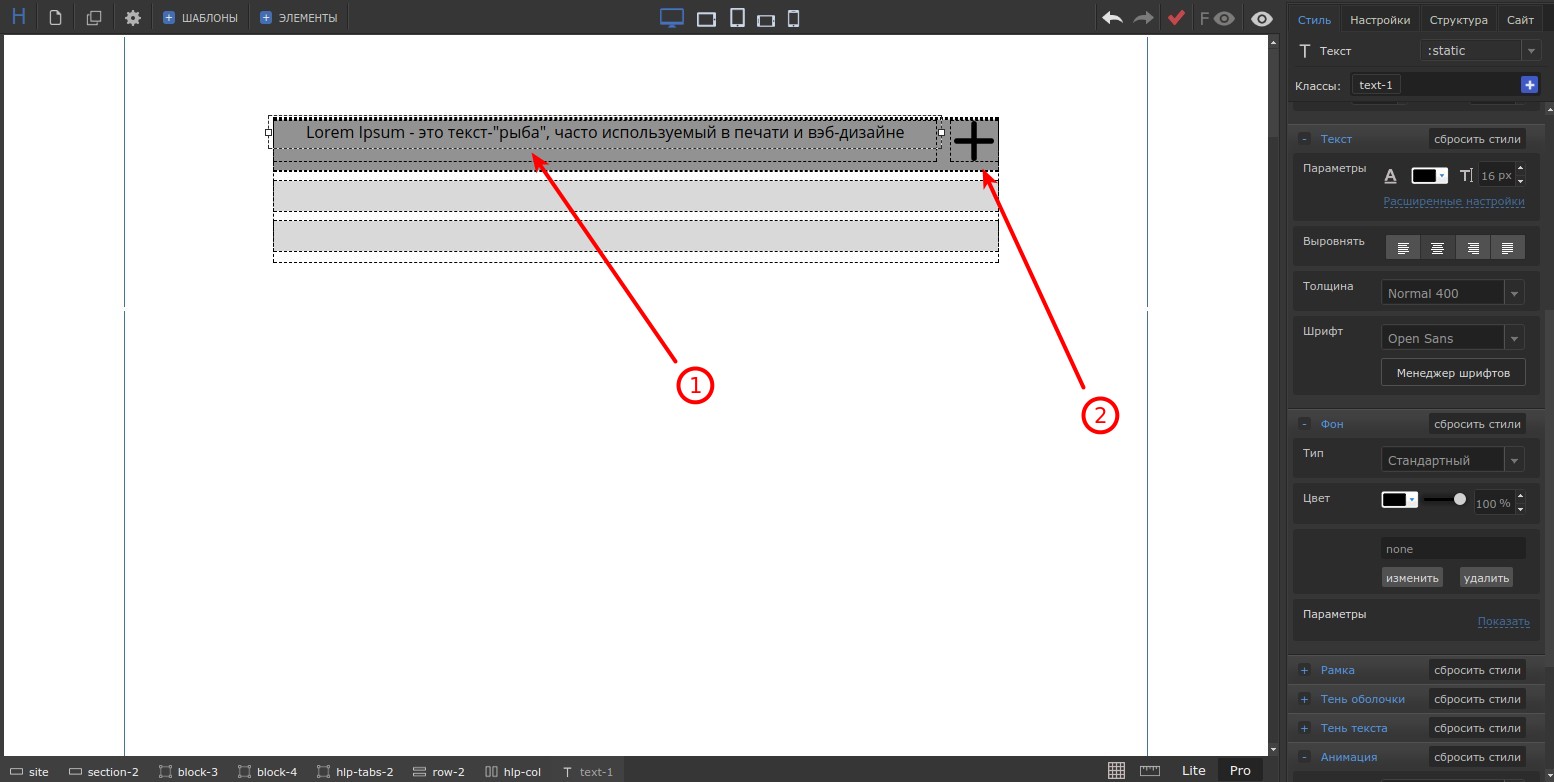 H ШАБЛОНЫ ЭЛЕМЕНТЫ F
Стиль Настройки Структура Сайт
Текст :static
Классы: text-1
Lorem Ipsum - это текст-"рыба", часто используемый в печати и вэб-дизайне
1
2
Текст сбросить стили
Параметры A T 16 px
Расширенные настройки
Выровнять
Толщина Normal 400
Шрифт Open Sans
Менеджер шрифтов
Фон сбросить стили
Тип Стандартный
Цвет 100 %
none
изменить удалить
Параметры Показать
Рамка сбросить стили
Тень оболочки сбросить стили
Тень текста сбросить стили
Анимация сбросить стили
site section-2 block-3 block-4 hlp-tabs-2 row-2 hlp-col text-1 Lite Pro